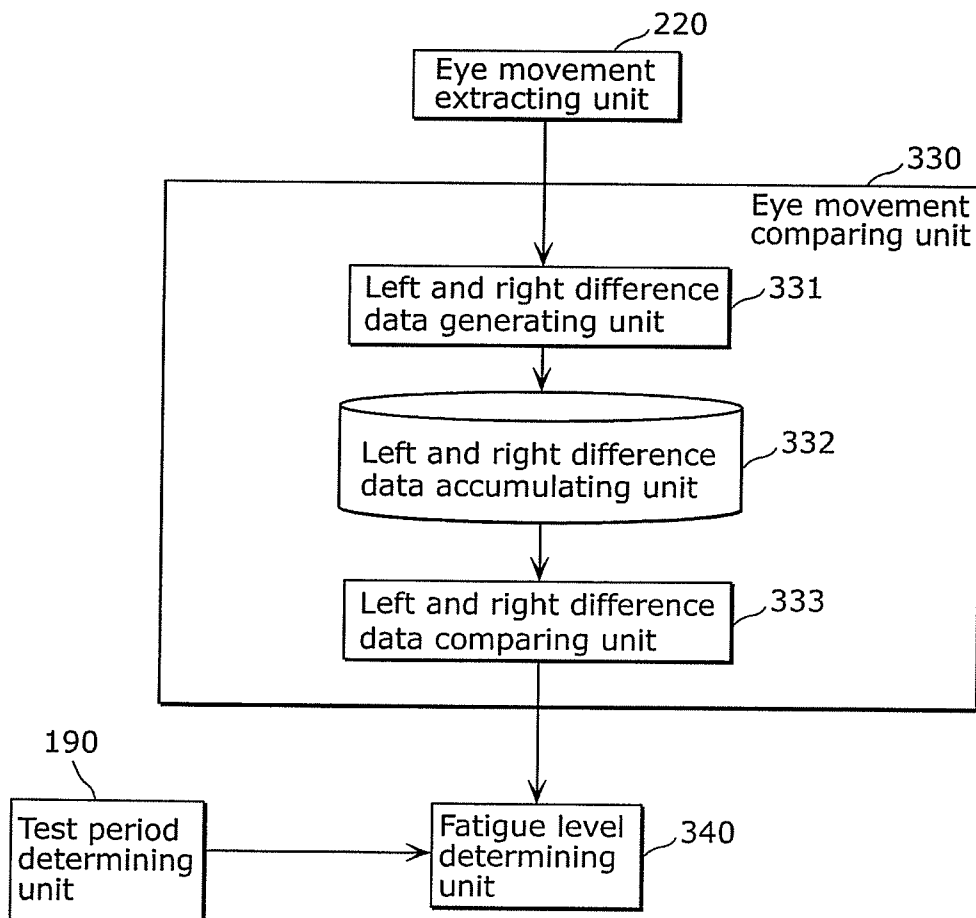 220
Eye movement
extracting unit
330
Eye movement
comparing unit
Left and right difference
data generating unit
331
Left and right difference
data accumulating unit
332
Left and right difference
data comparing unit
333
190
Test period
determining
unit
Fatigue level
determining
unit
340